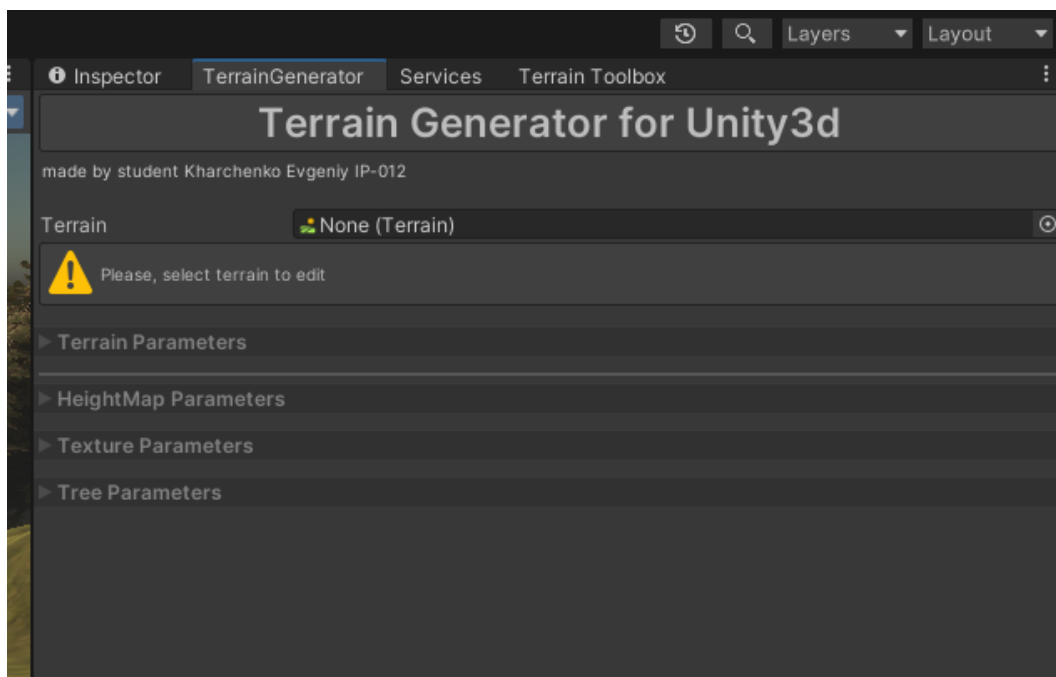 Layers Layout
Inspector TerrainGenerator Services Terrain Toolbox
Terrain Generator for Unity3d
made by student Kharchenko Evgeniy IP-012
Terrain None (Terrain)
Please, select terrain to edit
Terrain Parameters
HeightMap Parameters
Texture Parameters
Tree Parameters